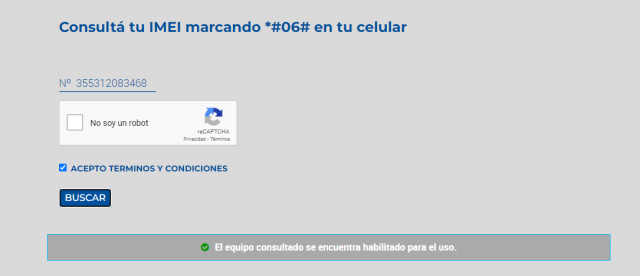 Consultá tu IMEI marcando *#06# en tu celular
Nº 355312083468
No soy un robot
reCAPTCHA
Privacidad - Términos
ACEPTO TERMINOS Y CONDICIONES
BUSCAR
El equipo consultado se encuentra habilitado para el uso.